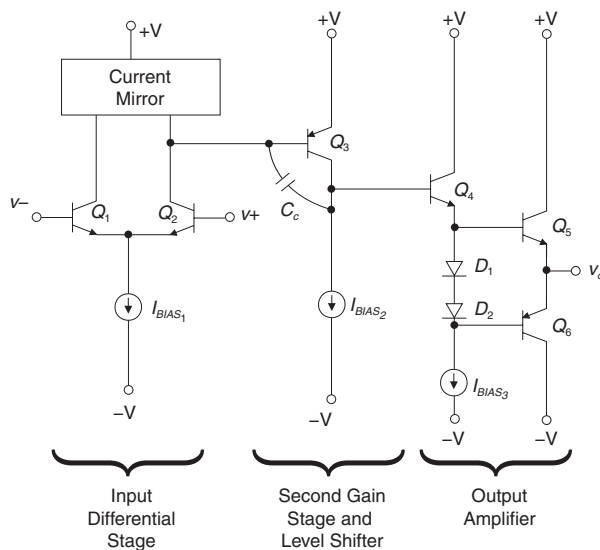 +V
Current
Mirror
v−
Q1
Q2
v+
IBIAS1
−V
+V
Q3
Cc
IBIAS2
−V
+V
Q4
D1
D2
IBIAS3
−V
+V
Q5
Q6
−V
Input
Differential
Stage
Second Gain
Stage and
Level Shifter
Output
Amplifier